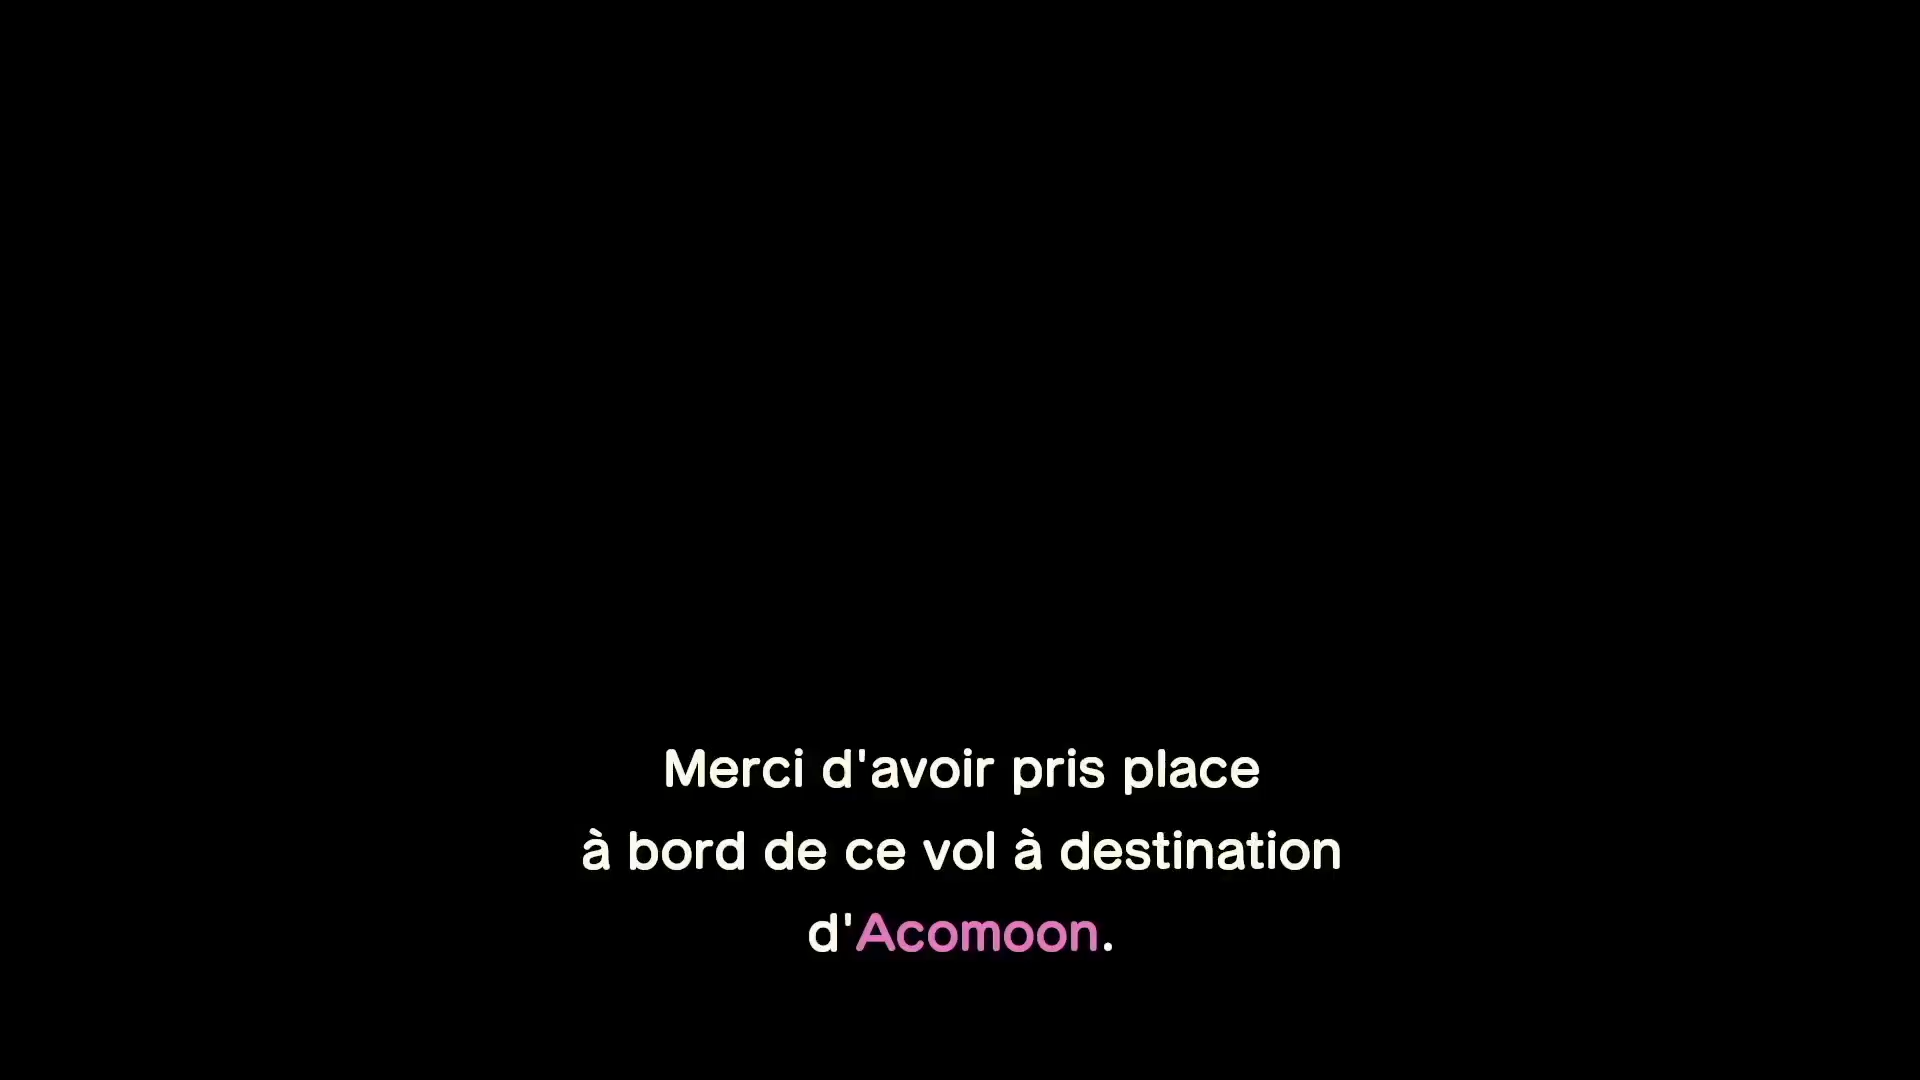 Merci d'avoir pris place
à bord de ce vol à destination
d'Acomoon.